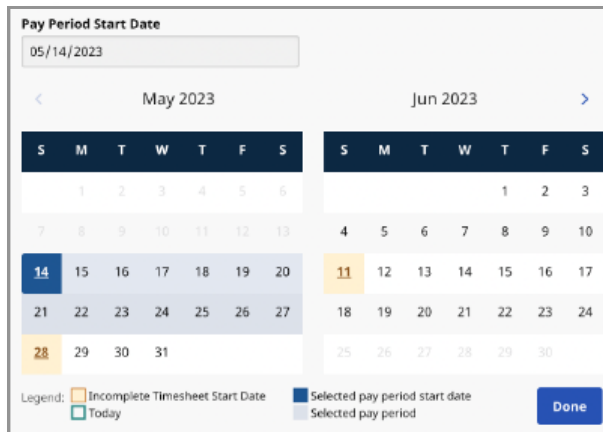 Pay Period Start Date
05/14/2023
< May 2023 Jun 2023 >
S M T W T F S S M T W T F S
1 2 3 4 5 6 1 2 3
7 8 9 10 11 12 13 4 5 6 7 8 9 10
14 15 16 17 18 19 20 11 12 13 14 15 16 17
21 22 23 24 25 26 27 18 19 20 21 22 23 24
28 29 30 31 25 26 27 28 29 30
Legend: Incomplete Timesheet Start Date Selected pay period start date
Today Selected pay period
Done